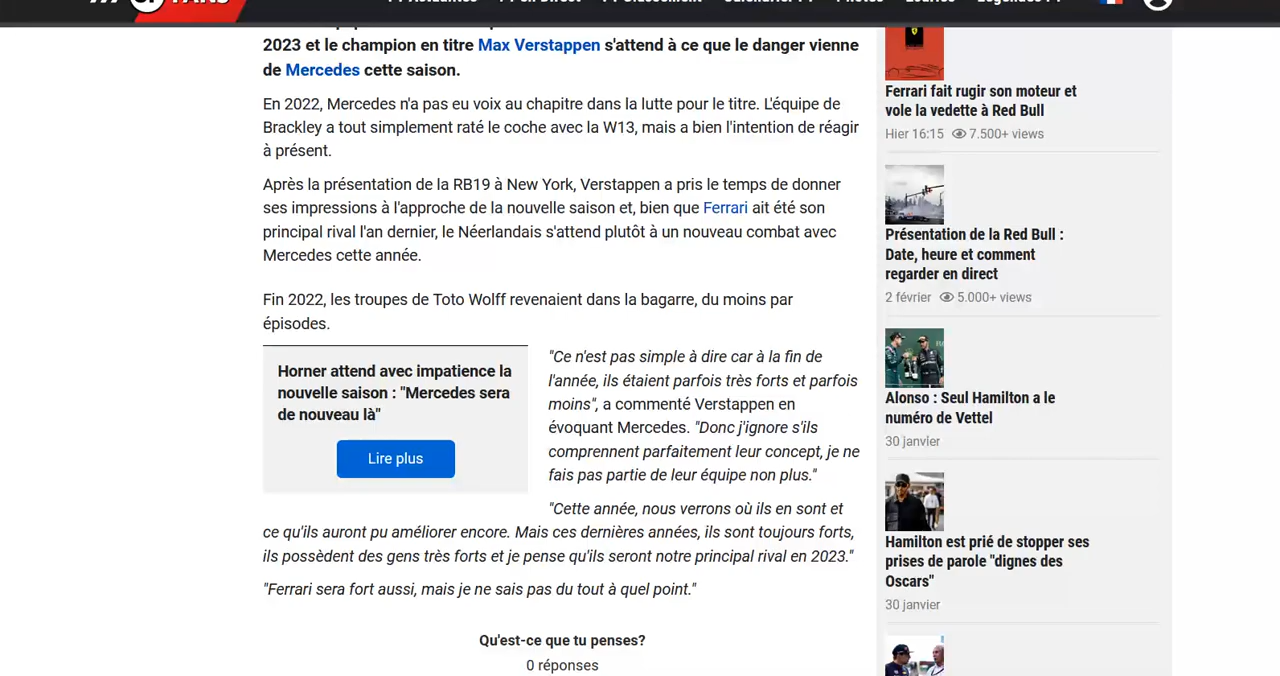 FANS
2023 et le champion en titre Max Verstappen s'attend à ce que le danger vienne
de Mercedes cette saison.
En 2022, Mercedes n'a pas eu voix au chapitre dans la lutte pour le titre. L'équipe de
Brackley a tout simplement raté le coche avec la W13, mais a bien l'intention de réagir
à présent.
Après la présentation de la RB19 à New York, Verstappen a pris le temps de donner
ses impressions à l'approche de la nouvelle saison et, bien que Ferrari ait été son
principal rival l'an dernier, le Néerlandais s'attend plutôt à un nouveau combat avec
Mercedes cette année.
Fin 2022, les troupes de Toto Wolff revenaient dans la bagarre, du moins par
épisodes.
Horner attend avec impatience la
nouvelle saison : "Mercedes sera
de nouveau là"
Lire plus
"Ce n'est pas simple à dire car à la fin de
l'année, ils étaient parfois très forts et parfois
moins", a commenté Verstappen en
évoquant Mercedes. "Donc j'ignore s'ils
comprennent parfaitement leur concept, je ne
fais pas partie de leur équipe non plus."
"Cette année, nous verrons où ils en sont et
ce qu'ils auront pu améliorer encore. Mais ces dernières années, ils sont toujours forts,
ils possèdent des gens très forts et je pense qu'ils seront notre principal rival en 2023."
"Ferrari sera fort aussi, mais je ne sais pas du tout à quel point."
Qu'est-ce que tu penses?
0 réponses
Ferrari fait rugir son moteur et
vole la vedette à Red Bull
Hier 16:15 7.500+ views
Présentation de la Red Bull :
Date, heure et comment
regarder en direct
2 février 5.000+ views
Alonso : Seul Hamilton a le
numéro de Vettel
30 janvier
Hamilton est prié de stopper ses
prises de parole "dignes des
Oscars"
30 janvier